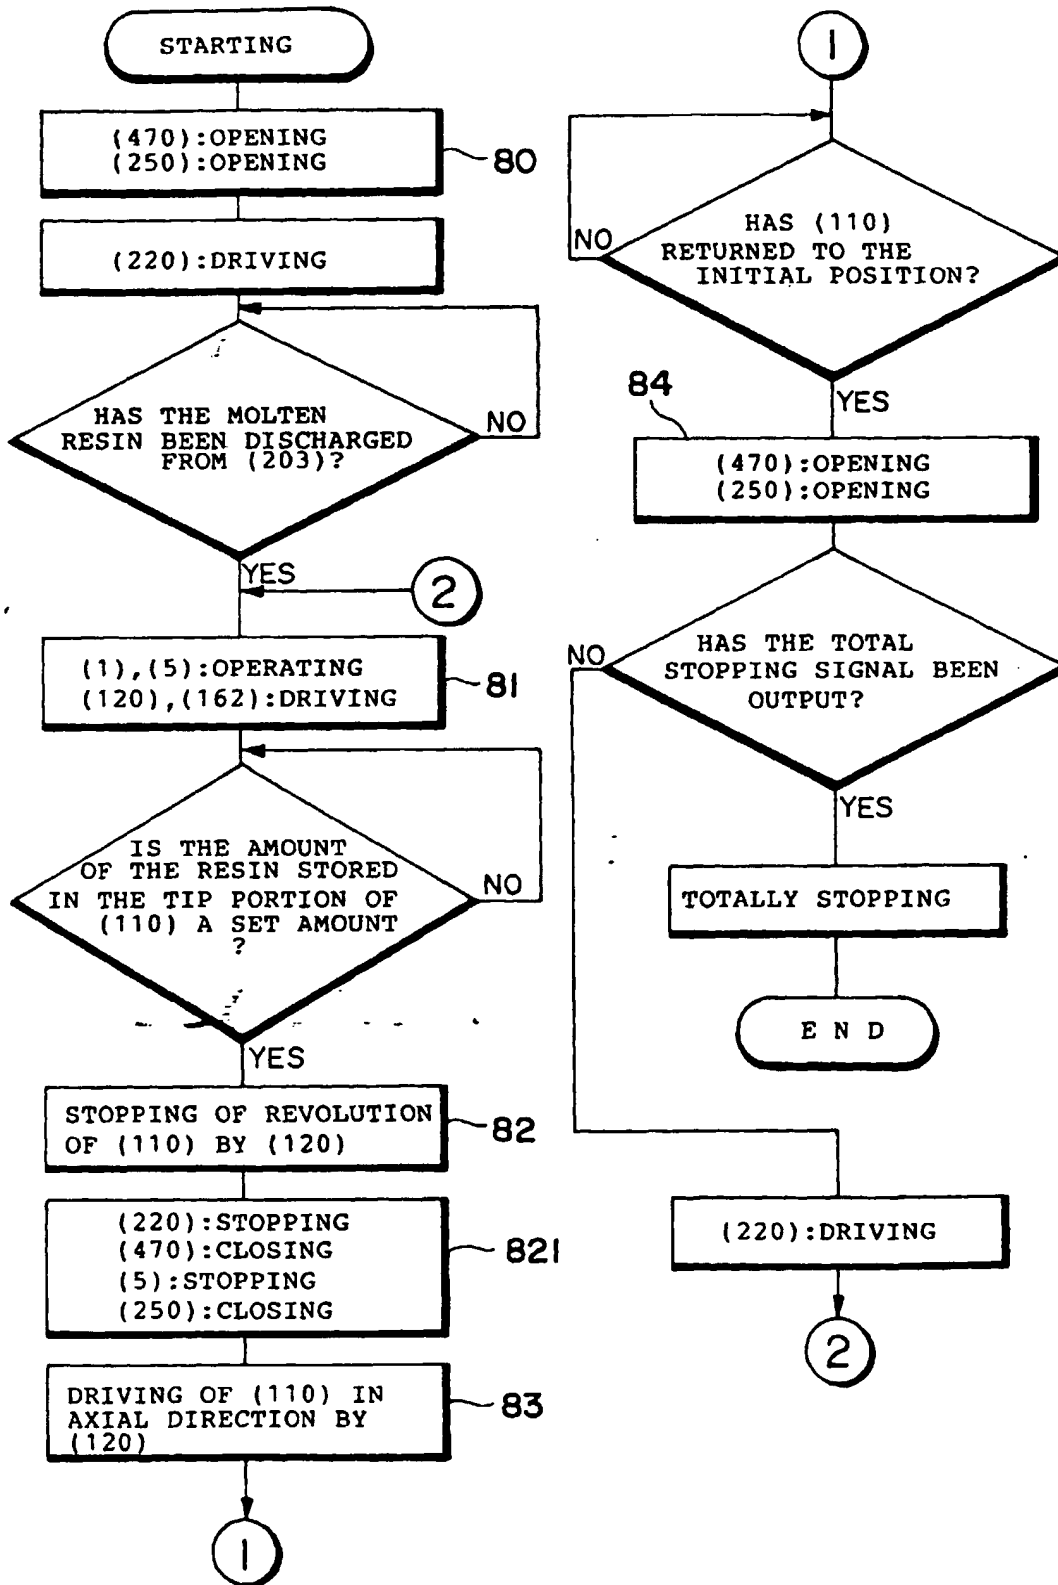 STARTING
(470):OPENING
(250):OPENING
80
(220):DRIVING
HAS THE MOLTEN
RESIN BEEN DISCHARGED
FROM (203)?
NO
YES
2
(1),(5):OPERATING
(120),(162):DRIVING
81
IS THE AMOUNT
OF THE RESIN STORED
IN THE TIP PORTION OF
(110) A SET AMOUNT
?
NO
YES
STOPPING OF REVOLUTION
OF (110) BY (120)
82
(220):STOPPING
(470):CLOSING
(5):STOPPING
(250):CLOSING
821
DRIVING OF (110) IN
AXIAL DIRECTION BY
(120)
83
1
1
HAS (110)
RETURNED TO THE
INITIAL POSITION?
NO
YES
84
(470):OPENING
(250):OPENING
HAS THE TOTAL
STOPPING SIGNAL BEEN
OUTPUT?
NO
YES
TOTALLY STOPPING
E N D
(220):DRIVING
2